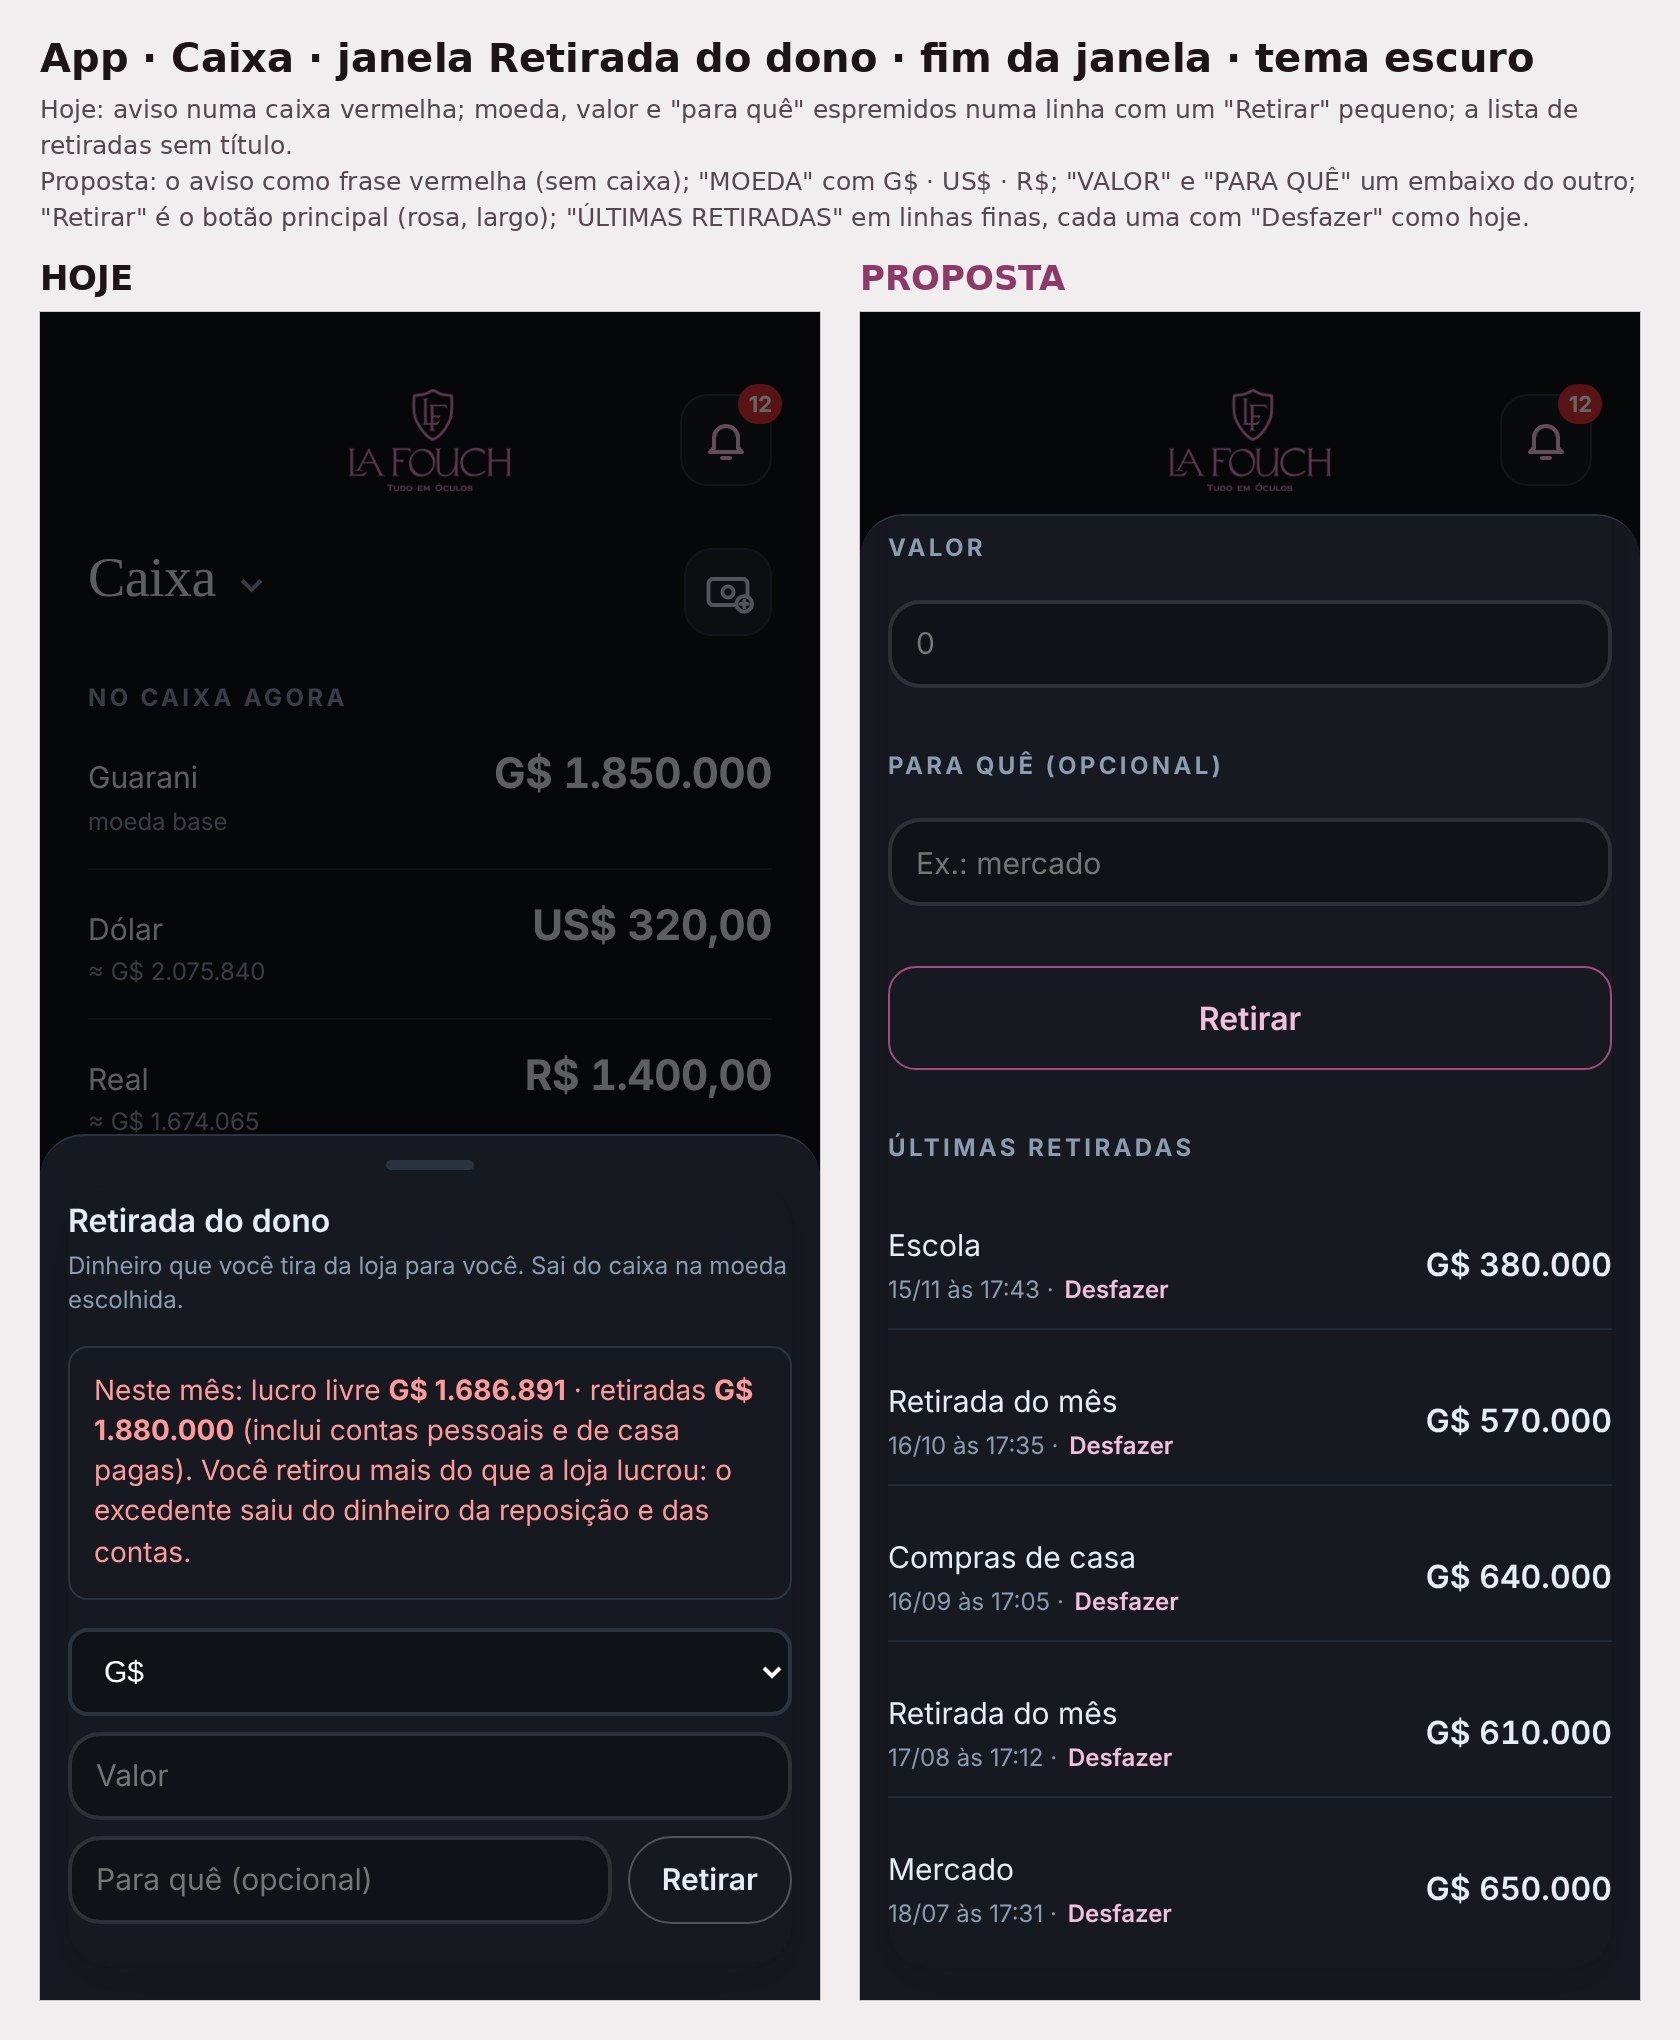 App · Caixa · janela Retirada do dono · fim da janela · tema escuro
Hoje: aviso numa caixa vermelha; moeda, valor e "para quê" espremidos numa linha com um "Retirar" pequeno; a lista de
retiradas sem título.
Proposta: o aviso como frase vermelha (sem caixa); "MOEDA" com G$ · US$ · R$; "VALOR" e "PARA QUÊ" um embaixo do outro;
"Retirar" é o botão principal (rosa, largo); "ÚLTIMAS RETIRADAS" em linhas finas, cada uma com "Desfazer" como hoje.
HOJE
LF
LA FOUCH
TUDO EM ÓCULOS
12
Caixa
NO CAIXA AGORA
Guarani
G$ 1.850.000
moeda base
Dólar
US$ 320,00
≈ G$ 2.075.840
Real
R$ 1.400,00
≈ G$ 1.674.065
Retirada do dono
Dinheiro que você tira da loja para você. Sai do caixa na moeda
escolhida.
Neste mês: lucro livre G$ 1.686.891 · retiradas G$
1.880.000 (inclui contas pessoais e de casa
pagas). Você retirou mais do que a loja lucrou: o
excedente saiu do dinheiro da reposição e das
contas.
G$
Valor
Para quê (opcional)
Retirar
PROPOSTA
LF
LA FOUCH
TUDO EM ÓCULOS
12
VALOR
0
PARA QUÊ (OPCIONAL)
Ex.: mercado
Retirar
ÚLTIMAS RETIRADAS
Escola
G$ 380.000
15/11 às 17:43 · Desfazer
Retirada do mês
G$ 570.000
16/10 às 17:35 · Desfazer
Compras de casa
G$ 640.000
16/09 às 17:05 · Desfazer
Retirada do mês
G$ 610.000
17/08 às 17:12 · Desfazer
Mercado
G$ 650.000
18/07 às 17:31 · Desfazer